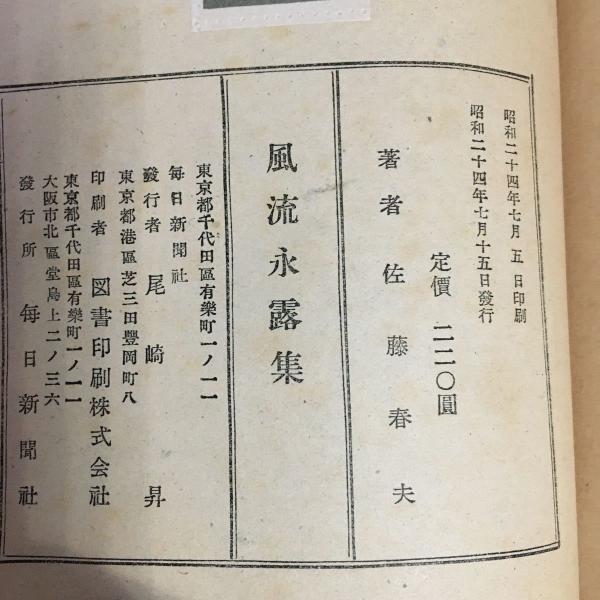 昭和二十四年七月 五 日印刷
昭和二十四年七月十五日發行
定價 二二〇圓
著者 佐藤春夫
風流永露集
東京都千代田區有樂町一ノ一一
每日新聞社
發行者 尾崎昇
東京都港區芝三田豐岡町八
印刷者 図書印刷株式会社
東京都千代田區有樂町一ノ一一
大阪市北區堂島上二ノ三六
發行所 每日新聞社